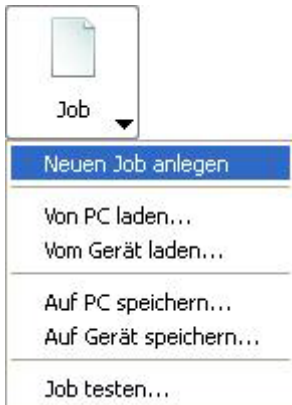 Job
Neuen Job anlegen
Von PC laden...
Vom Gerät laden...
Auf PC speichern...
Auf Gerät speichern...
Job testen...